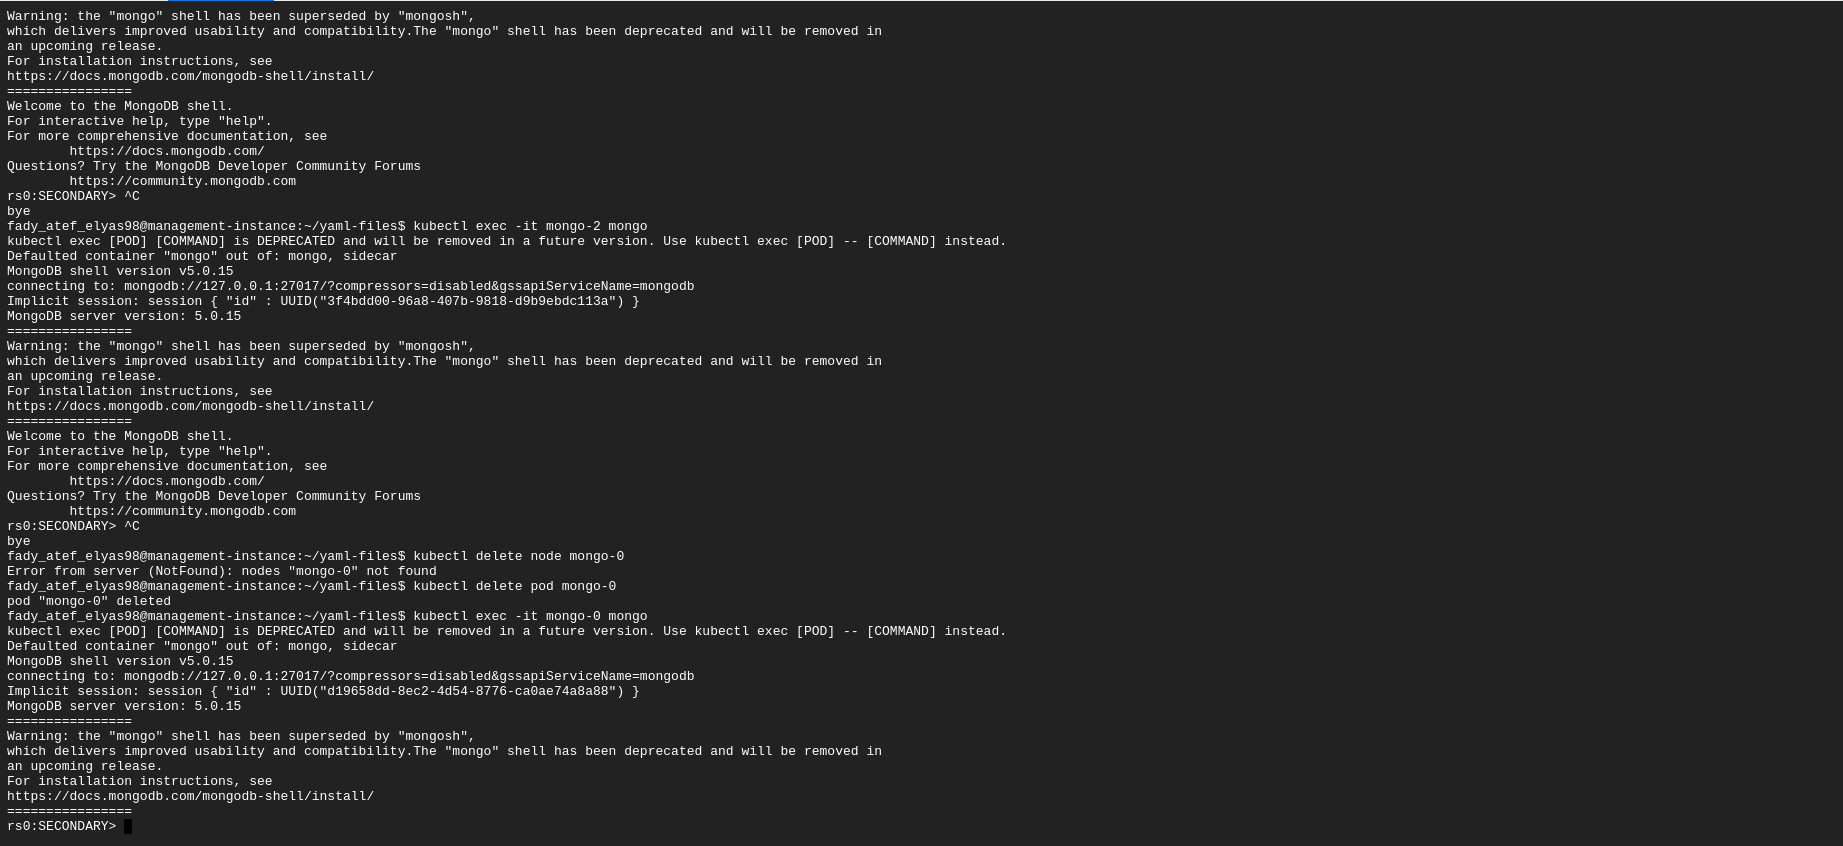 Warning: the "mongo" shell has been superseded by "mongosh",
which delivers improved usability and compatibility.The "mongo" shell has been deprecated and will be removed in
an upcoming release.
For installation instructions, see
https://docs.mongodb.com/mongodb-shell/install/
================
Welcome to the MongoDB shell.
For interactive help, type "help".
For more comprehensive documentation, see
        https://docs.mongodb.com/
Questions? Try the MongoDB Developer Community Forums
        https://community.mongodb.com
rs0:SECONDARY> ^C
bye
fady_atef_elyas98@management-instance:~/yaml-files$ kubectl exec -it mongo-2 mongo
kubectl exec [POD] [COMMAND] is DEPRECATED and will be removed in a future version. Use kubectl exec [POD] -- [COMMAND] instead.
Defaulted container "mongo" out of: mongo, sidecar
MongoDB shell version v5.0.15
connecting to: mongodb://127.0.0.1:27017/?compressors=disabled&gssapiServiceName=mongodb
Implicit session: session { "id" : UUID("3f4bdd00-96a8-407b-9818-d9b9ebdc113a") }
MongoDB server version: 5.0.15
================
Warning: the "mongo" shell has been superseded by "mongosh",
which delivers improved usability and compatibility.The "mongo" shell has been deprecated and will be removed in
an upcoming release.
For installation instructions, see
https://docs.mongodb.com/mongodb-shell/install/
================
Welcome to the MongoDB shell.
For interactive help, type "help".
For more comprehensive documentation, see
        https://docs.mongodb.com/
Questions? Try the MongoDB Developer Community Forums
        https://community.mongodb.com
rs0:SECONDARY> ^C
bye
fady_atef_elyas98@management-instance:~/yaml-files$ kubectl delete node mongo-0
Error from server (NotFound): nodes "mongo-0" not found
fady_atef_elyas98@management-instance:~/yaml-files$ kubectl delete pod mongo-0
pod "mongo-0" deleted
fady_atef_elyas98@management-instance:~/yaml-files$ kubectl exec -it mongo-0 mongo
kubectl exec [POD] [COMMAND] is DEPRECATED and will be removed in a future version. Use kubectl exec [POD] -- [COMMAND] instead.
Defaulted container "mongo" out of: mongo, sidecar
MongoDB shell version v5.0.15
connecting to: mongodb://127.0.0.1:27017/?compressors=disabled&gssapiServiceName=mongodb
Implicit session: session { "id" : UUID("d19658dd-8ec2-4d54-8776-ca0ae74a8a88") }
MongoDB server version: 5.0.15
================
Warning: the "mongo" shell has been superseded by "mongosh",
which delivers improved usability and compatibility.The "mongo" shell has been deprecated and will be removed in
an upcoming release.
For installation instructions, see
https://docs.mongodb.com/mongodb-shell/install/
================
rs0:SECONDARY>